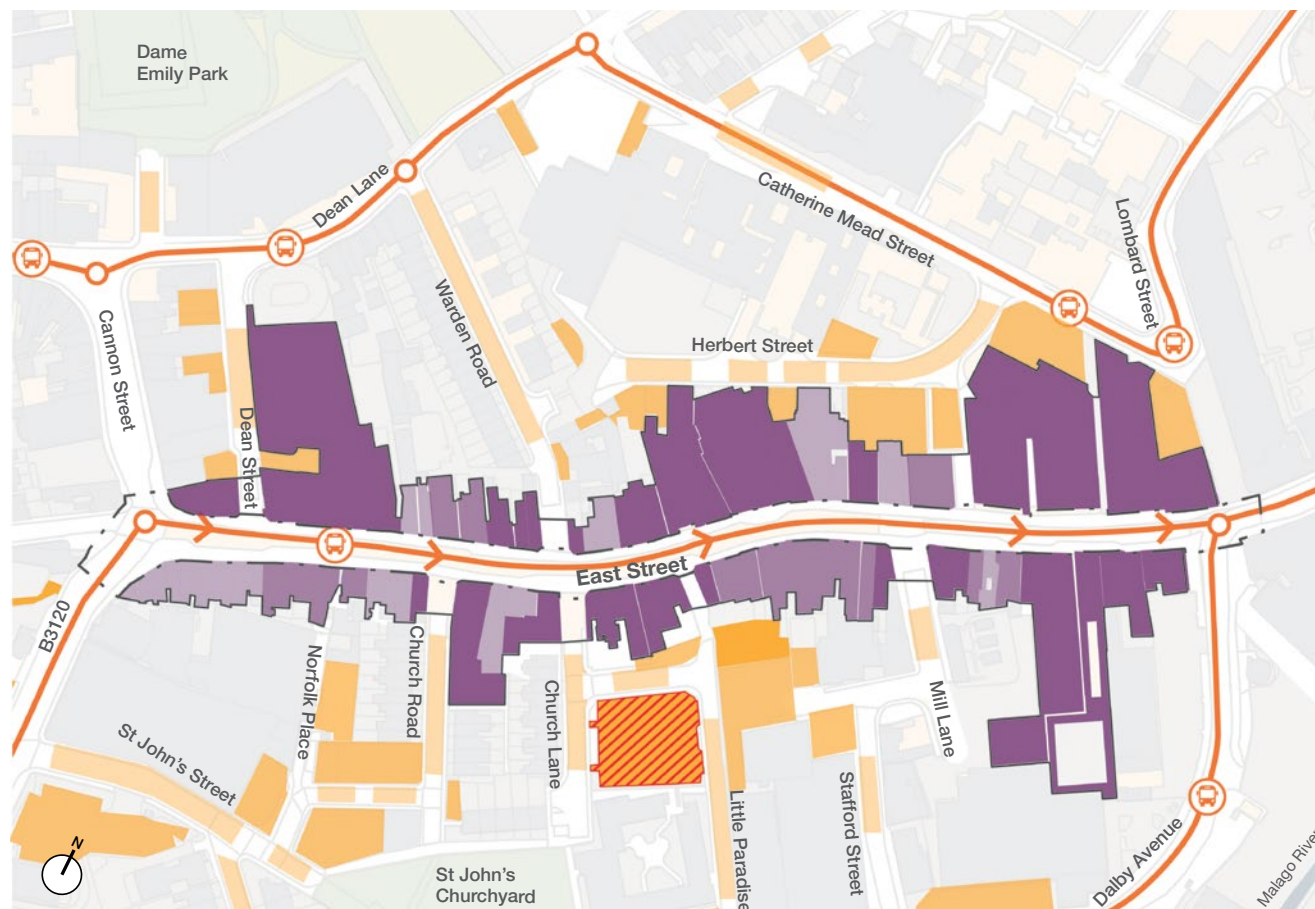 Dame
Emily Park
Dean Lane
Catherine Mead Street
Lombard Street
Cannon Street
Warden Road
Herbert Street
Dean Street
East Street
B3120
Norfolk Place
Church Road
Church Lane
Mill Lane
St John's Street
Little Paradise
Stafford Street
Dalby Avenue
Malago River
N
St John's
Churchyard